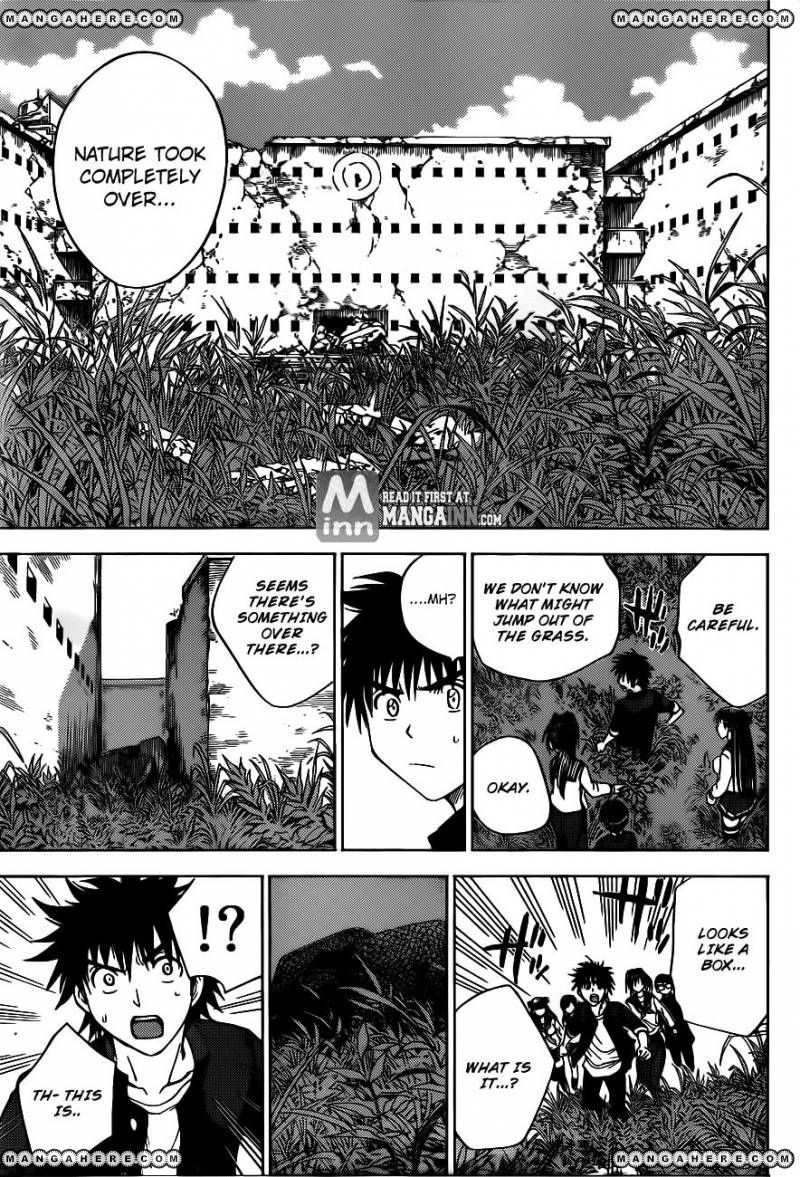 MANGAHERE.COM
MANGAHERE.COM
NATURE TOOK
COMPLETELY
OVER...
M
inn
READ IT FIRST AT
MANGAINN.COM
BE
CAREFUL.
WE DON'T KNOW
WHAT MIGHT
JUMP OUT OF
THE GRASS.
OKAY.
....MH?
SEEMS
THERE'S
SOMETHING
OVER
THERE...?
LOOKS
LIKE A
BOX...
WHAT IS
IT...?
!?
TH- THIS
IS..
MANGAHERE.COM
MANGAHERE.COM